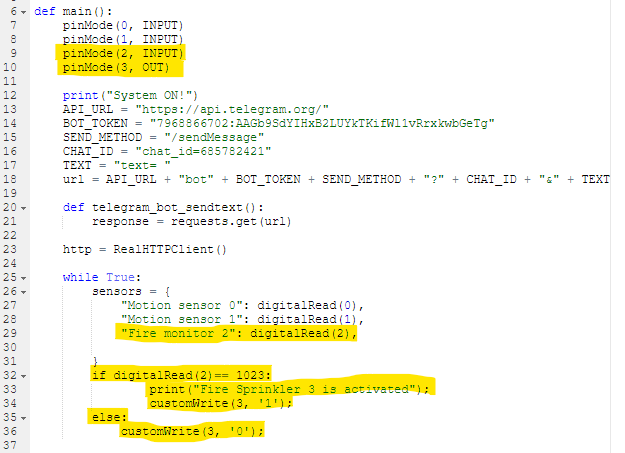 6 def main():
7 pinMode(0, INPUT)
8 pinMode(1, INPUT)
9 pinMode(2, INPUT)
10 pinMode(3, OUT)
11
12 print("System ON!")
13 API_URL = "https://api.telegram.org/"
14 BOT_TOKEN = "7968866702:AAGb9SdYIHxB2LUYkTKifWl1vRrxkwbGeTg"
15 SEND_METHOD = "/sendMessage"
16 CHAT_ID = "chat_id=685782421"
17 TEXT = "text= "
18 url = API_URL + "bot" + BOT_TOKEN + SEND_METHOD + "?" + CHAT_ID + "&" + TEXT
19
20 def telegram_bot_sendtext():
21 response = requests.get(url)
22
23 http = RealHTTPClient()
24
25 while True:
26 sensors = {
27 "Motion sensor 0": digitalRead(0),
28 "Motion sensor 1": digitalRead(1),
29 "Fire monitor 2": digitalRead(2),
30
31 }
32 if digitalRead(2)== 1023:
33 print("Fire Sprinkler 3 is activated");
34 customWrite(3, '1');
35 else:
36 customWrite(3, '0');
37